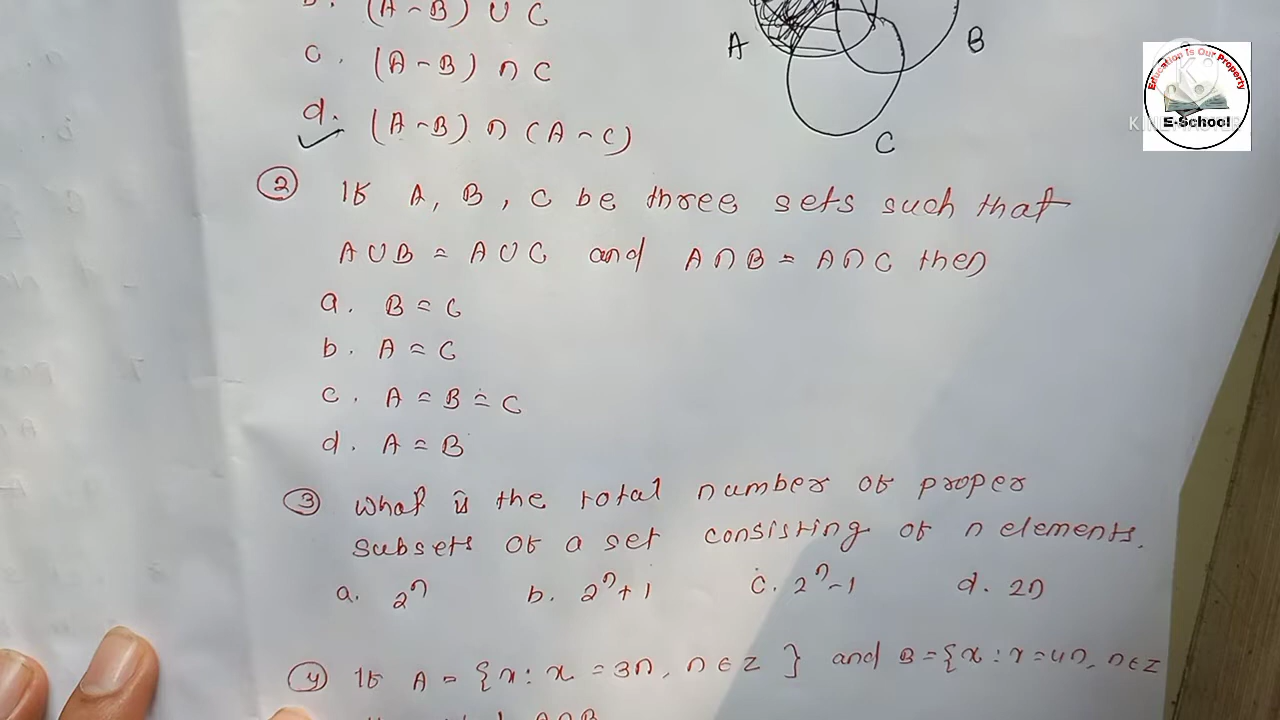 b. (A - B) ∪ C
c. (A - B) ∩ C
d. (A - B) ∩ (A - C)
A
B
C
Education Is Our Property
E-School
② If A, B, C be three sets such that
A ∪ B = A ∪ C and A ∩ B = A ∩ C then
a. B = C
b. A = C
c. A = B = C
d. A = B
③ What is the total number of proper
subsets of a set consisting of n elements.
a. 2ⁿ b. 2ⁿ + 1 c. 2ⁿ - 1 d. 2n
④ If A = {x : x = 3n, n ∈ Z } and B = {x : x = 4n, n ∈ Z
A ∩ B